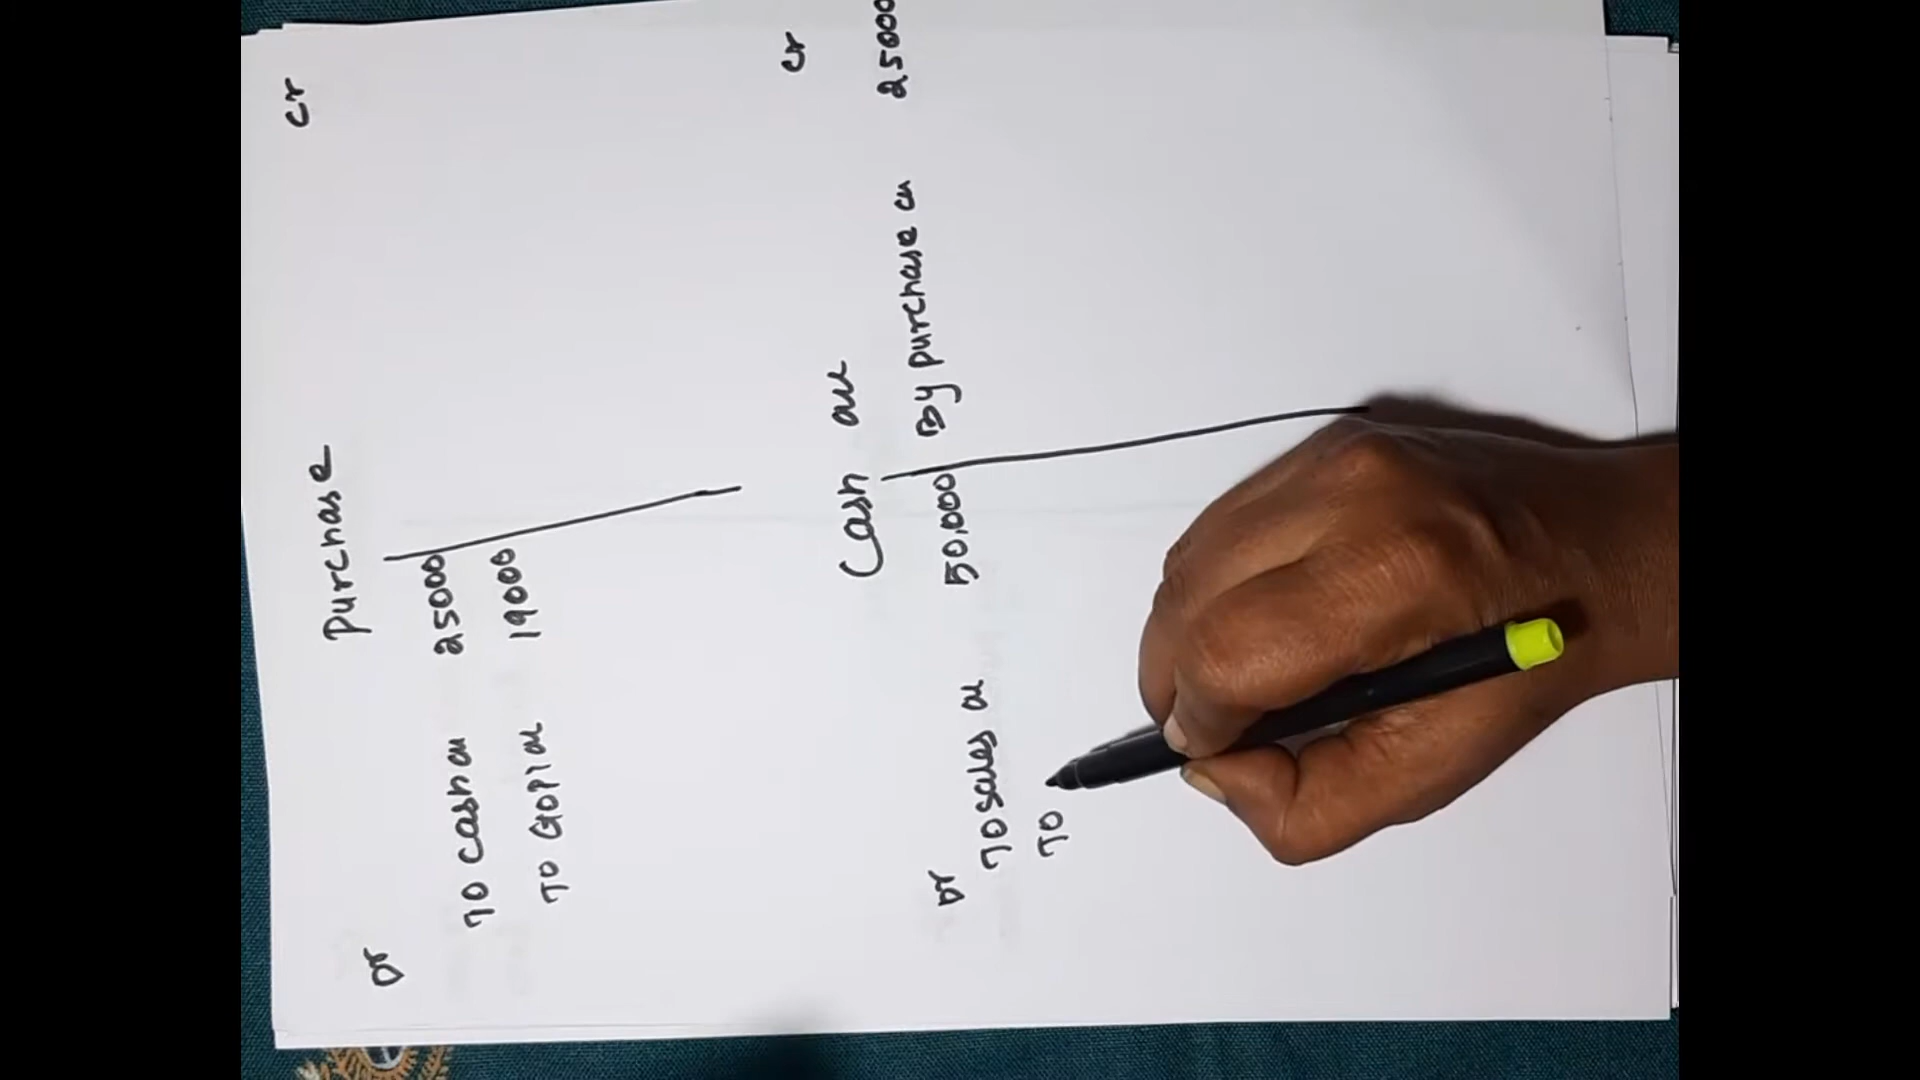 Purchase
Dr Cr
To Cash a/c 25000
To Gopi a/c 19000
Cash a/c
Dr Cr
To Sales a/c 50,000 By purchase a/c 25000
To